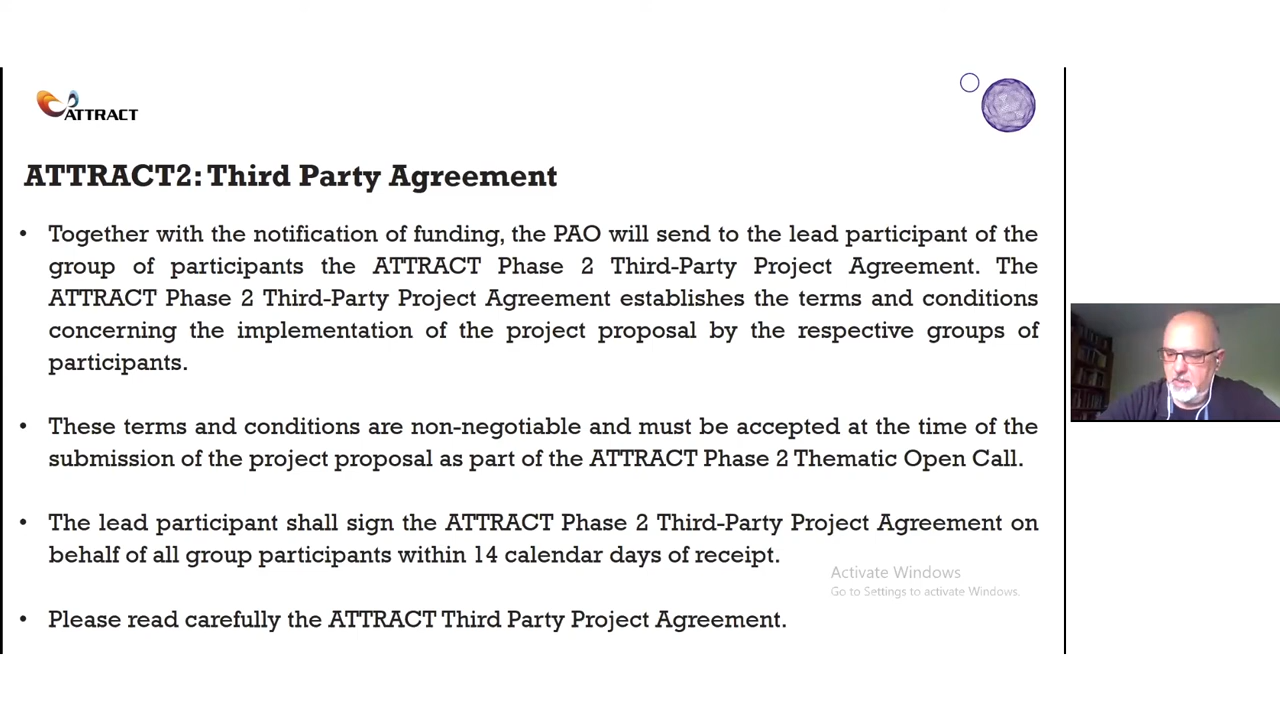 ATTRACT
ATTRACT2: Third Party Agreement
• Together with the notification of funding, the PAO will send to the lead participant of the
group of participants the ATTRACT Phase 2 Third-Party Project Agreement. The
ATTRACT Phase 2 Third-Party Project Agreement establishes the terms and conditions
concerning the implementation of the project proposal by the respective groups of
participants.
• These terms and conditions are non-negotiable and must be accepted at the time of the
submission of the project proposal as part of the ATTRACT Phase 2 Thematic Open Call.
• The lead participant shall sign the ATTRACT Phase 2 Third-Party Project Agreement on
behalf of all group participants within 14 calendar days of receipt.
Activate Windows
Go to Settings to activate Windows.
• Please read carefully the ATTRACT Third Party Project Agreement.